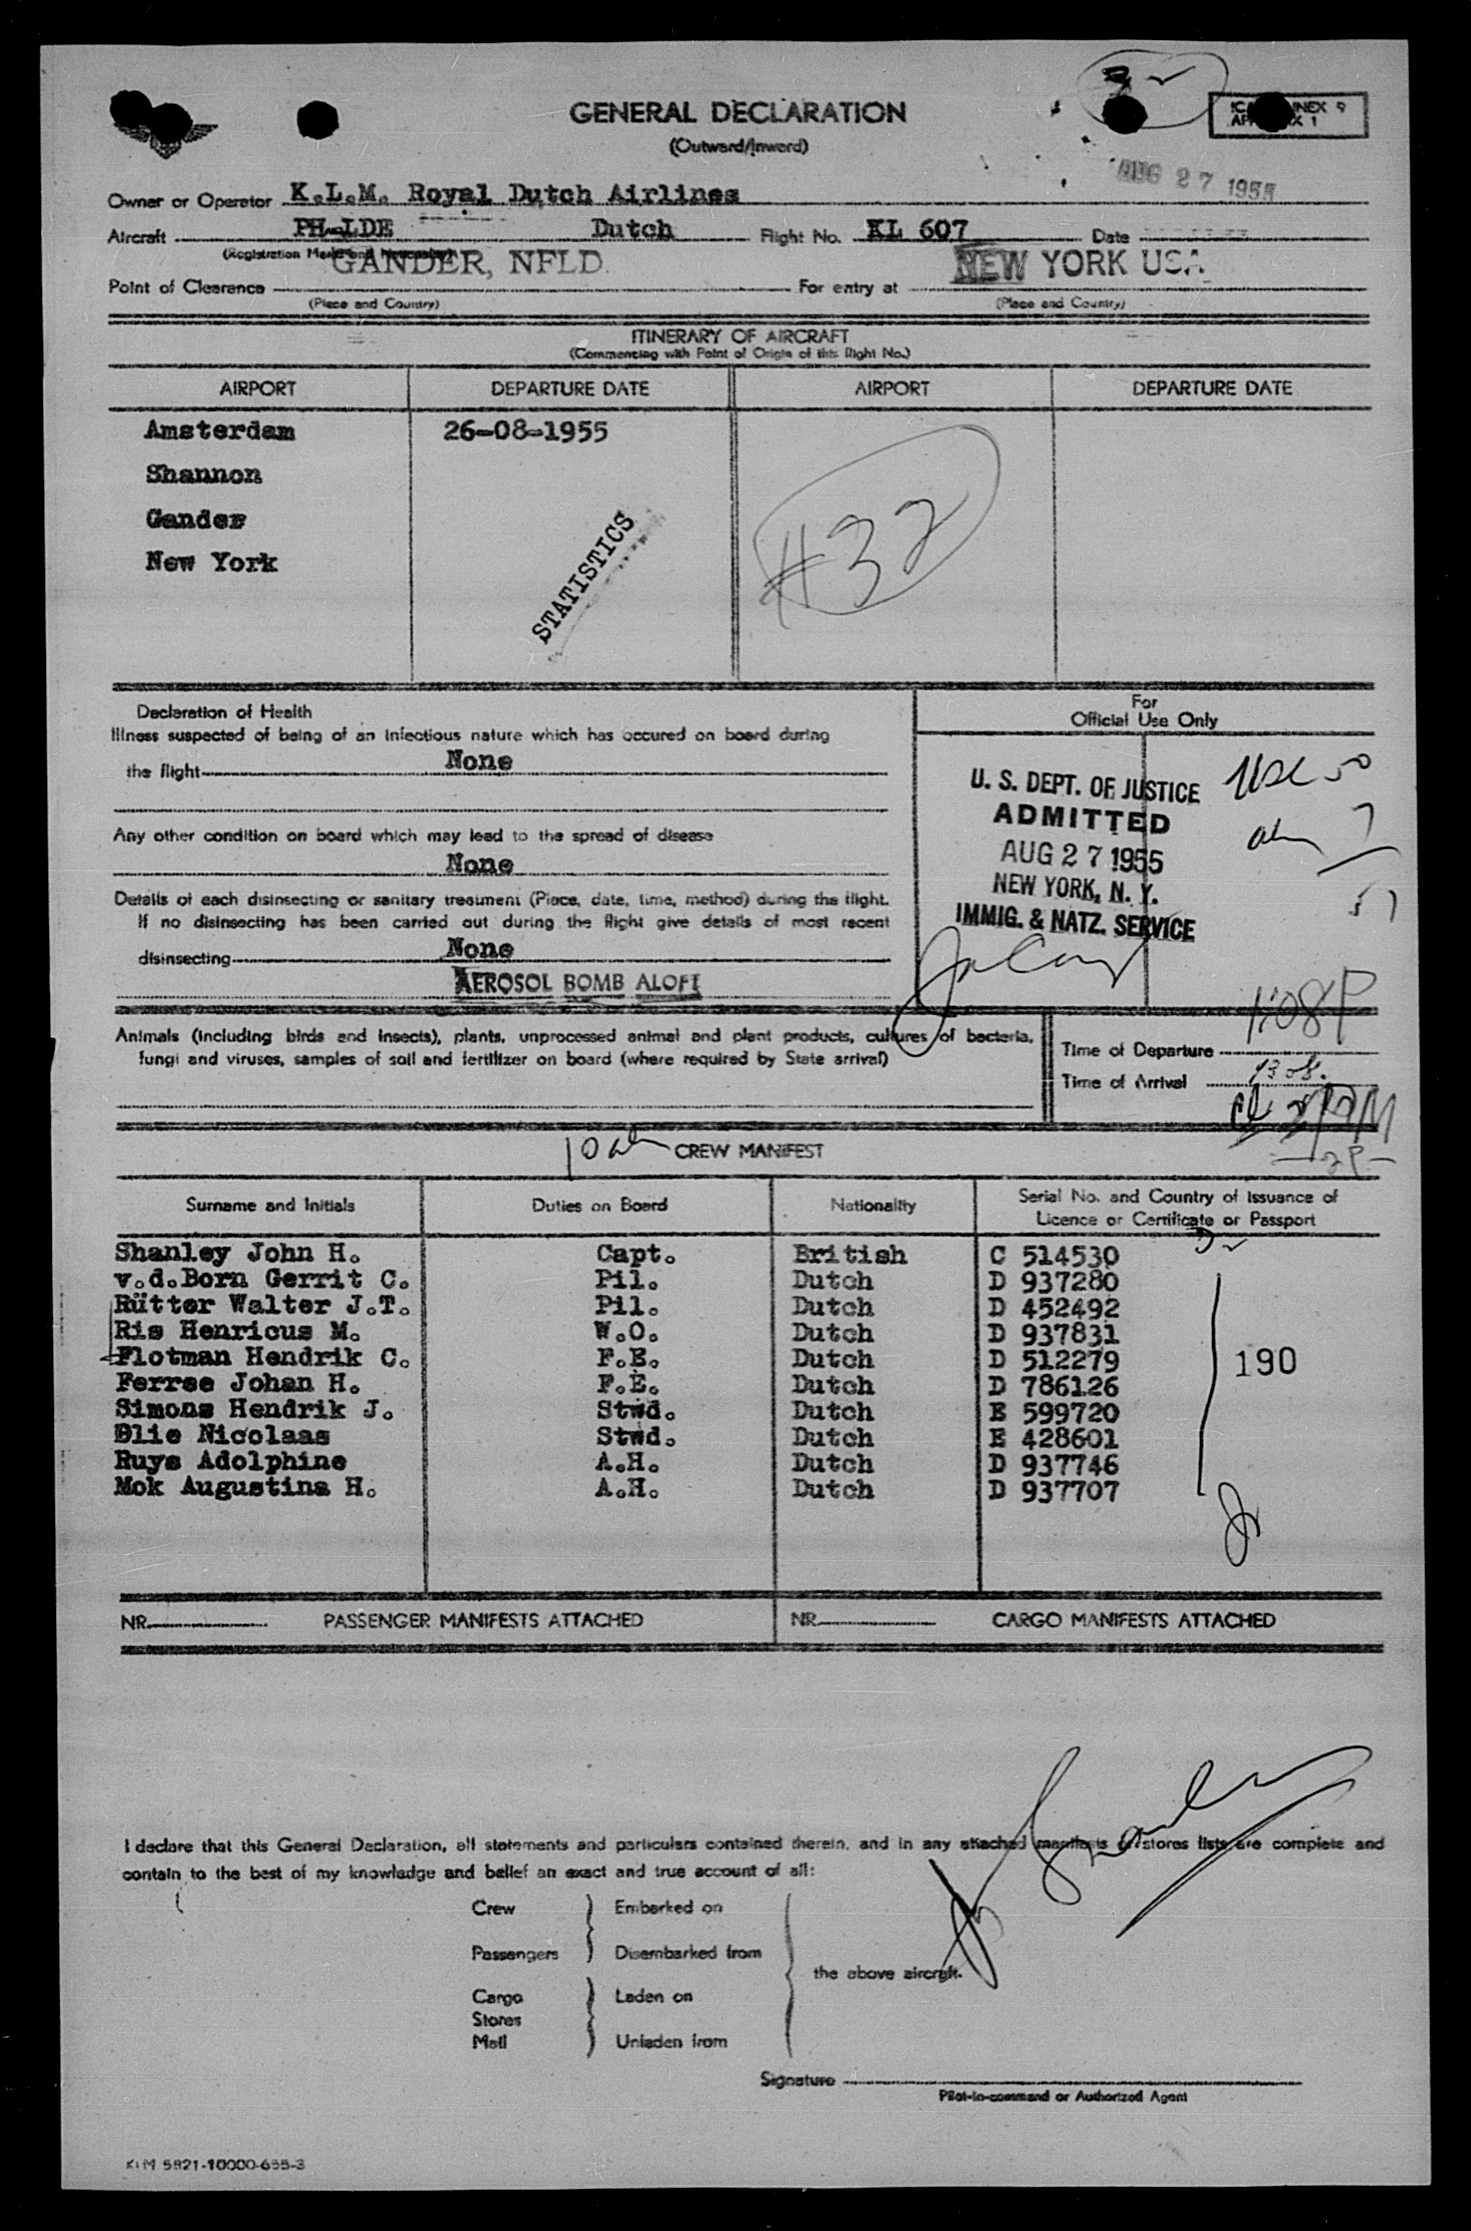 GENERAL DECLARATION
(Outward/Inward)
AUG 27 1955
Owner or Operator K.L.M. Royal Dutch Airlines
Aircraft PH-LDE Dutch Flight No. KL 607 Date
(Registration Marks and Nationality)
GANDER, NFLD. NEW YORK USA
Point of Clearance For entry at
(Place and Country) (Place and Country)
ITINERARY OF AIRCRAFT
(Commencing with Point of Origin of this flight No.)
AIRPORT DEPARTURE DATE AIRPORT DEPARTURE DATE
Amsterdam 26-08-1955
Shannon
Gander
New York
STATISTICS
#32
Declaration of Health
Illness suspected of being of an infectious nature which has occured on board during
the flight None
Any other condition on board which may lead to the spread of disease
None
Details of each disinsecting or sanitary treatment (Place, date, time, method) during the flight.
If no disinsecting has been carried out during the flight give details of most recent
disinsecting None
AEROSOL BOMB ALOFT
For
Official Use Only
U. S. DEPT. OF JUSTICE
ADMITTED
AUG 27 1955
NEW YORK, N. Y.
IMMIG. & NATZ. SERVICE
USC 50
aln 7
57
Animals (including birds and insects), plants, unprocessed animal and plant products, cultures of bacteria,
fungi and viruses, samples of soil and fertilizer on board (where required by State arrival)
1:08P
Time of Departure
Time of Arrival 1308.
CREW MANIFEST
Surname and Initials Duties on Board Nationality Serial No. and Country of Issuance of
Licence or Certificate or Passport
Shanley John H. Capt. British C 514530
v.d.Born Gerrit C. Pil. Dutch D 937280
Rütter Walter J.T. Pil. Dutch D 452492
Ris Henricus M. W.O. Dutch D 937831
Flotman Hendrik C. F.E. Dutch D 512279
190
Ferree Johan H. F.E. Dutch D 786126
Simons Hendrik J. Stwd. Dutch E 599720
Blie Nicolaas Stwd. Dutch E 428601
Ruys Adolphine A.H. Dutch D 937746
Mok Augustina H. A.H. Dutch D 937707
NR. PASSENGER MANIFESTS ATTACHED NR. CARGO MANIFESTS ATTACHED
I declare that this General Declaration, all statements and particulars contained therein, and in any attached manifests or stores lists are complete and
contain to the best of my knowledge and belief an exact and true account of all:
Crew Embarked on
Passengers Disembarked from
the above aircraft.
Cargo Laden on
Stores
Mail Unladen from
Signature
Pilot-in-command or Authorized Agent
KLM 5821-10000-655-3